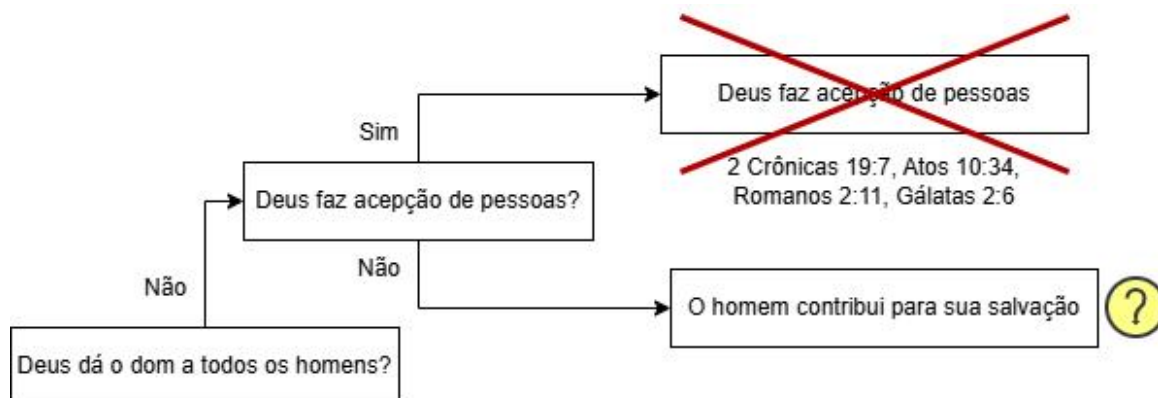 Deus faz acepção de pessoas
Sim
2 Crônicas 19:7, Atos 10:34,
Romanos 2:11, Gálatas 2:6
Deus faz acepção de pessoas?
Não
Não
O homem contribui para sua salvação
?
Deus dá o dom a todos os homens?